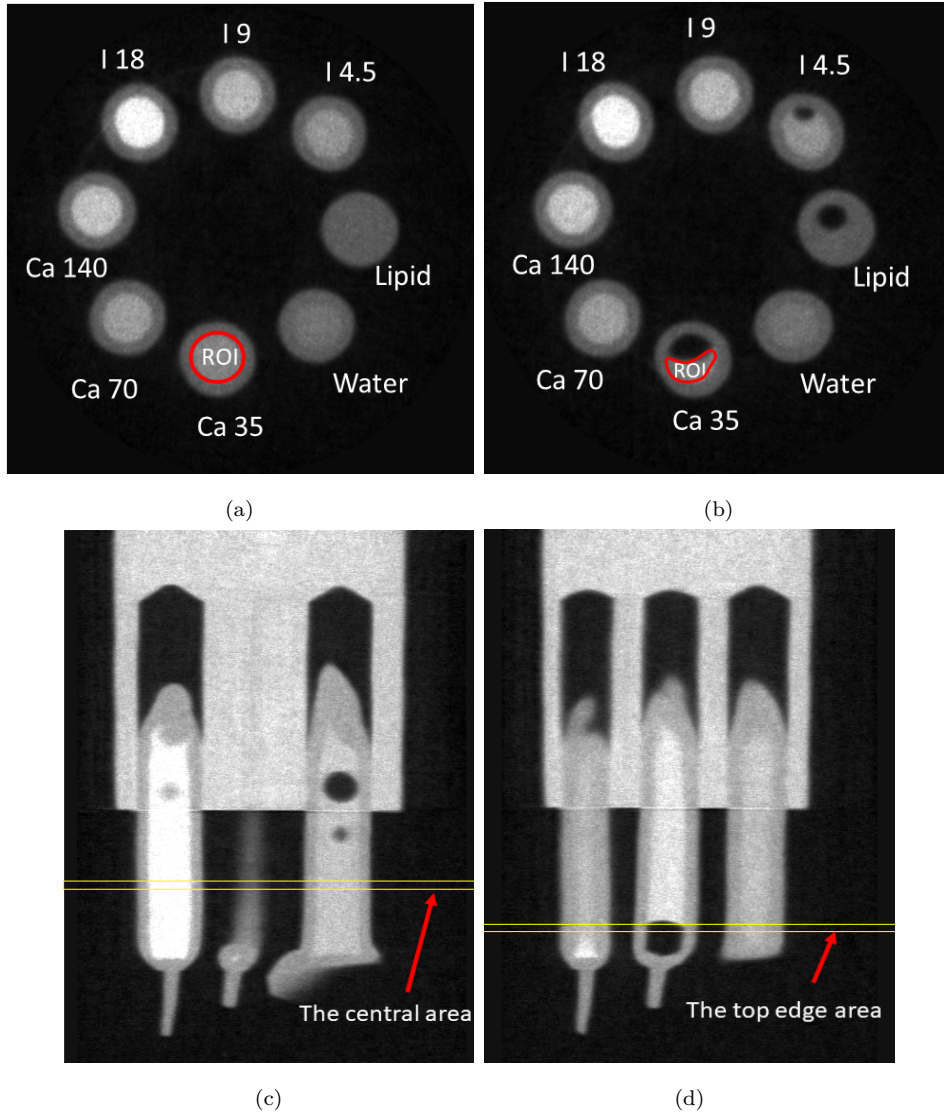 I 9
I 18
I 4.5
Ca 140
Lipid
ROI
Ca 70
Water
Ca 35
(a)
I 9
I 18
I 4.5
Ca 140
Lipid
ROI
Ca 70
Water
Ca 35
(b)
The central area
(c)
The top edge area
(d)